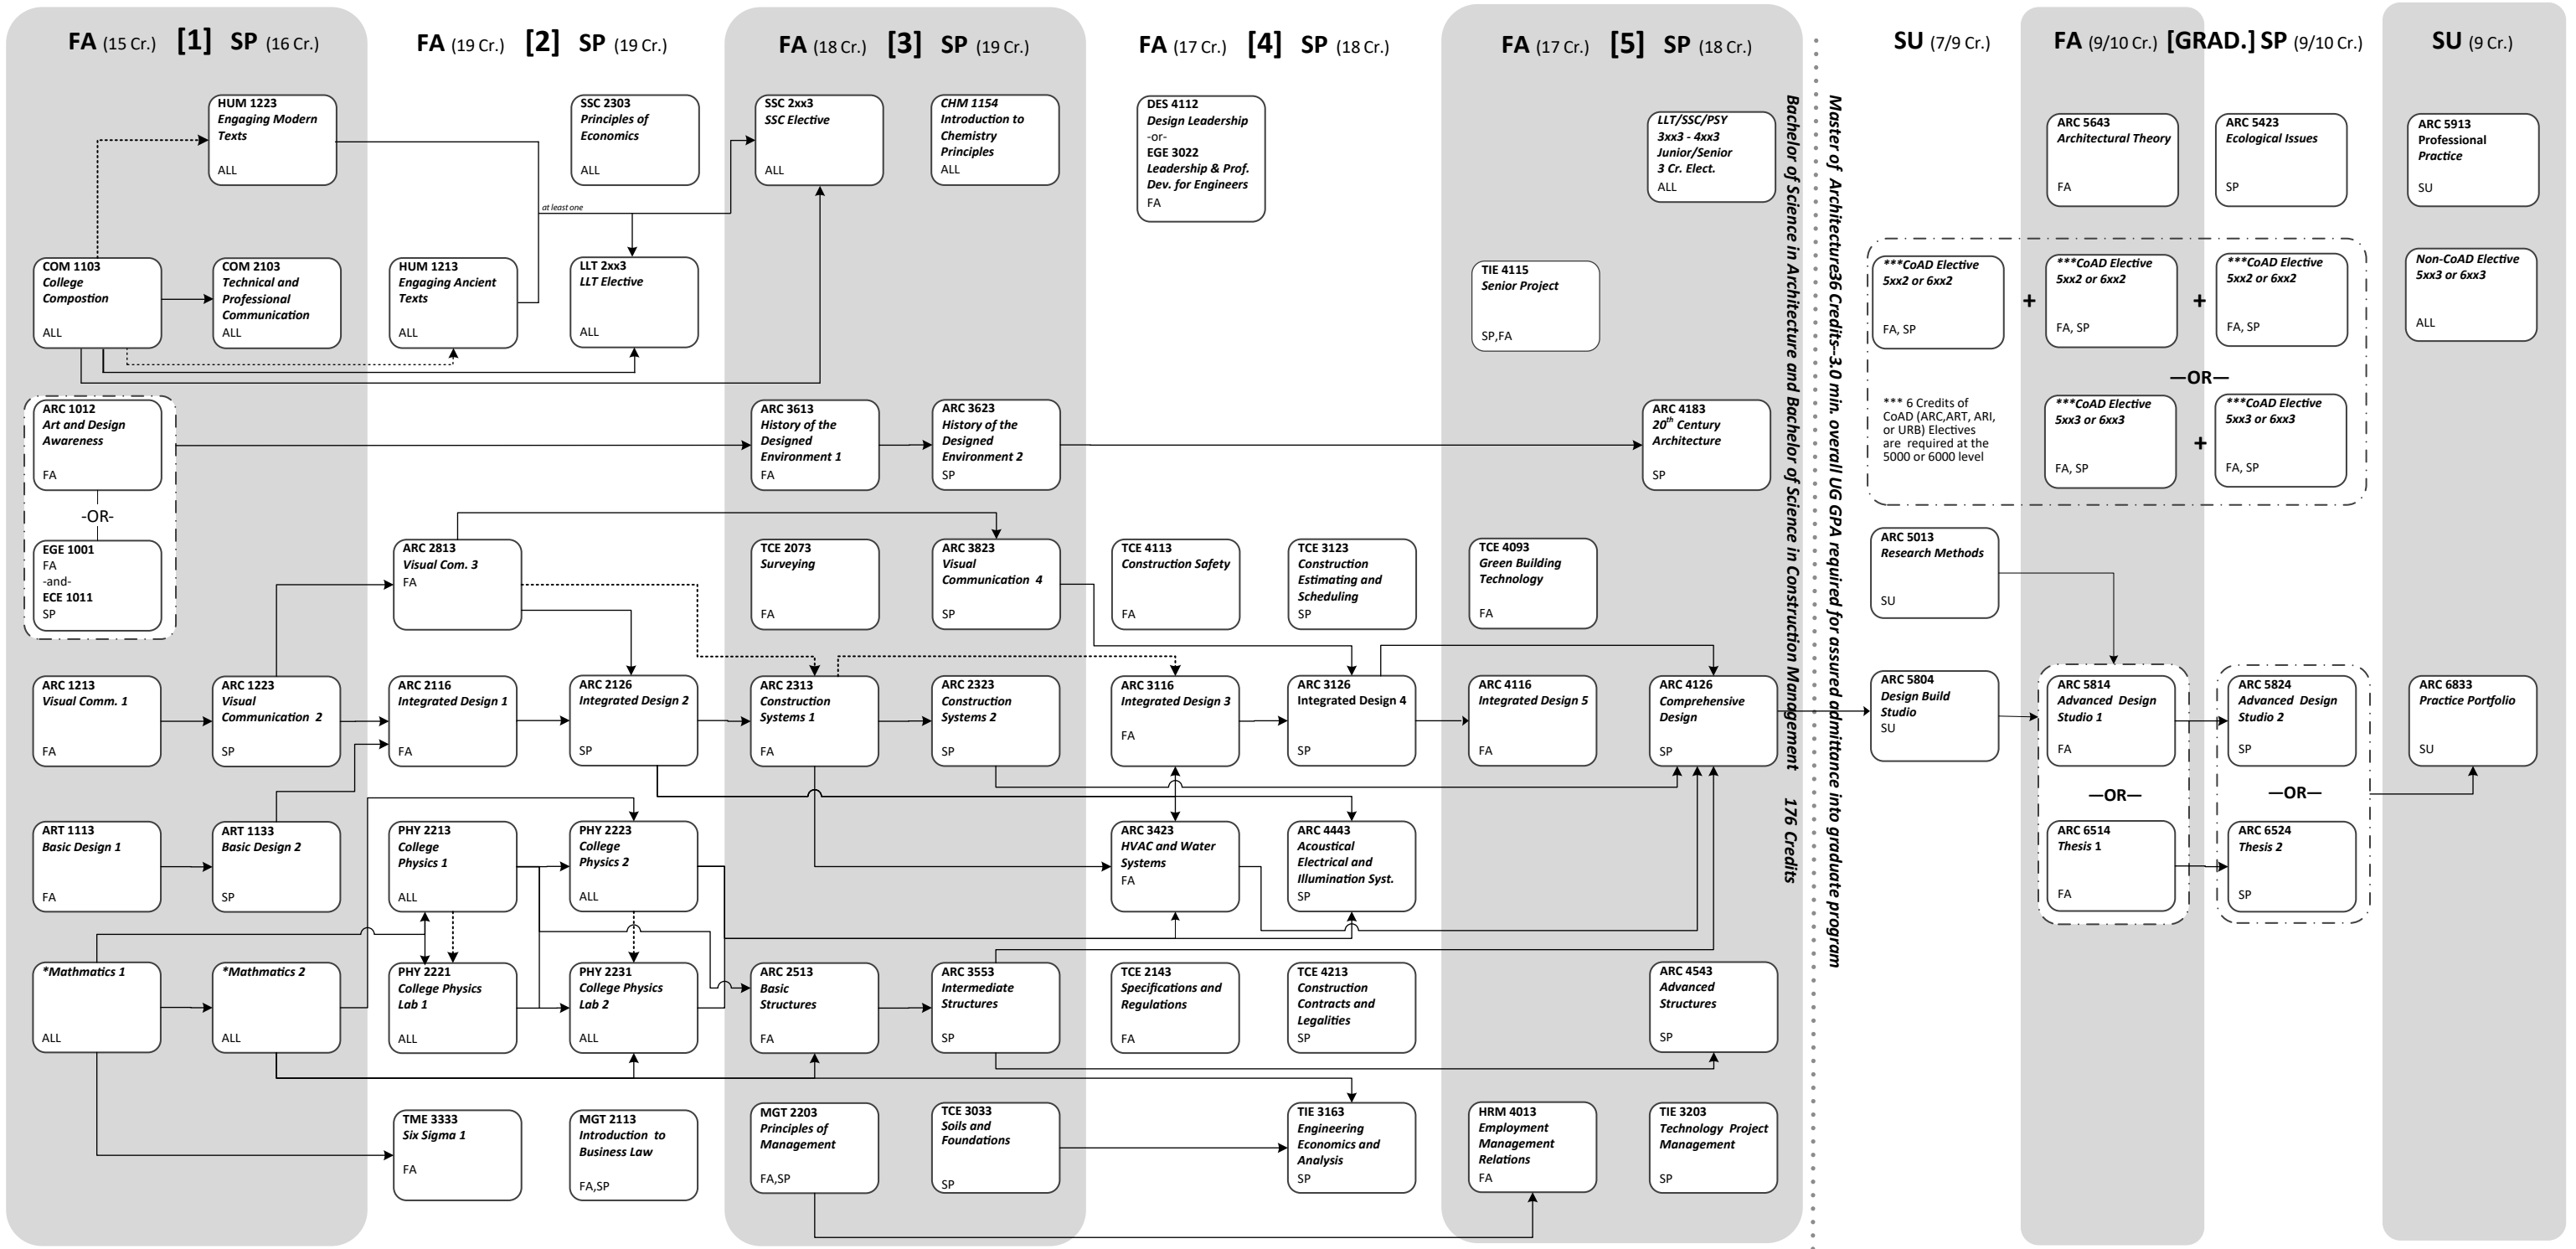 FA (15 Cr.) [1] SP (16 Cr.)
FA (19 Cr.) [2] SP (19 Cr.)
FA (18 Cr.) [3] SP (19 Cr.)
FA (17 Cr.) [4] SP (18 Cr.)
FA (17 Cr.) [5] SP (18 Cr.)
SU (7/9 Cr.)
FA (9/10 Cr.) [GRAD.] SP (9/10 Cr.)
SU (9 Cr.)
HUM 1223
Engaging Modern
Texts
ALL
SSC 2303
Principles of
Economics
ALL
SSC 2xx3
SSC Elective
ALL
CHM 1154
Introduction to
Chemistry
Principles
ALL
DES 4112
Design Leadership
-or-
EGE 3022
Leadership & Prof.
Dev. for Engineers
FA
LLT/SSC/PSY
3xx3 - 4xx3
Junior/Senior
3 Cr. Elect.
ALL
ARC 5643
Architectural Theory
FA
ARC 5423
Ecological Issues
SP
ARC 5913
Professional
Practice
SU
at least one
COM 1103
College
Compostion
ALL
COM 2103
Technical and
Professional
Communication
ALL
HUM 1213
Engaging Ancient
Texts
ALL
LLT 2xx3
LLT Elective
ALL
TIE 4115
Senior Project
SP,FA
***CoAD Elective
5xx2 or 6xx2
FA, SP
+
***CoAD Elective
5xx2 or 6xx2
FA, SP
+
***CoAD Elective
5xx2 or 6xx2
FA, SP
Non-CoAD Elective
5xx3 or 6xx3
ALL
—OR—
*** 6 Credits of
CoAD (ARC,ART, ARI,
or URB) Electives
are required at the
5000 or 6000 level
***CoAD Elective
5xx3 or 6xx3
FA, SP
+
***CoAD Elective
5xx3 or 6xx3
FA, SP
ARC 1012
Art and Design
Awareness
FA
-OR-
EGE 1001
FA
-and-
ECE 1011
SP
ARC 3613
History of the
Designed
Environment 1
FA
ARC 3623
History of the
Designed
Environment 2
SP
ARC 4183
20th Century
Architecture
SP
ARC 2813
Visual Com. 3
FA
TCE 2073
Surveying
FA
ARC 3823
Visual
Communication 4
SP
TCE 4113
Construction Safety
FA
TCE 3123
Construction
Estimating and
Scheduling
SP
TCE 4093
Green Building
Technology
FA
ARC 5013
Research Methods
SU
ARC 1213
Visual Comm. 1
FA
ARC 1223
Visual
Communication 2
SP
ARC 2116
Integrated Design 1
FA
ARC 2126
Integrated Design 2
SP
ARC 2313
Construction
Systems 1
FA
ARC 2323
Construction
Systems 2
SP
ARC 3116
Integrated Design 3
FA
ARC 3126
Integrated Design 4
SP
ARC 4116
Integrated Design 5
FA
ARC 4126
Comprehensive
Design
SP
ARC 5804
Design Build
Studio
SU
ARC 5814
Advanced Design
Studio 1
FA
ARC 5824
Advanced Design
Studio 2
SP
ARC 6833
Practice Portfolio
SU
—OR—
—OR—
ART 1113
Basic Design 1
FA
ART 1133
Basic Design 2
SP
PHY 2213
College
Physics 1
ALL
PHY 2223
College
Physics 2
ALL
ARC 3423
HVAC and Water
Systems
FA
ARC 4443
Acoustical
Electrical and
Illumination Syst.
SP
ARC 6514
Thesis 1
FA
ARC 6524
Thesis 2
SP
*Mathmatics 1
ALL
*Mathmatics 2
ALL
PHY 2221
College Physics
Lab 1
ALL
PHY 2231
College Physics
Lab 2
ALL
ARC 2513
Basic
Structures
FA
ARC 3553
Intermediate
Structures
SP
TCE 2143
Specifications and
Regulations
FA
TCE 4213
Construction
Contracts and
Legalities
SP
ARC 4543
Advanced
Structures
SP
TME 3333
Six Sigma 1
FA
MGT 2113
Introduction to
Business Law
FA,SP
MGT 2203
Principles of
Management
FA,SP
TCE 3033
Soils and
Foundations
SP
TIE 3163
Engineering
Economics and
Analysis
SP
HRM 4013
Employment
Management
Relations
FA
TIE 3203
Technology Project
Management
SP
Bachelor of Science in Architecture and Bachelor of Science in Construction Management 176 Credits
Master of Architecture36 Credits--3.0 min. overall UG GPA required for assured admittance into graduate program